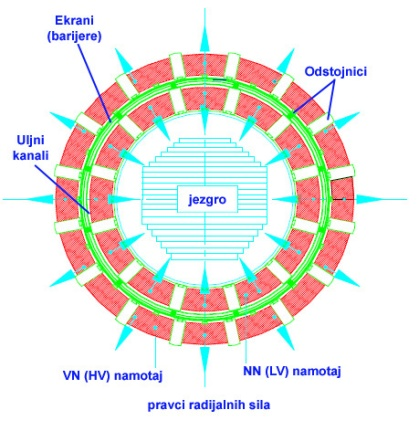 Ekrani
(barijere)
Odstojnici
Uljni
kanali
jezgro
VN (HV) namotaj
NN (LV) namotaj
pravci radijalnih sila